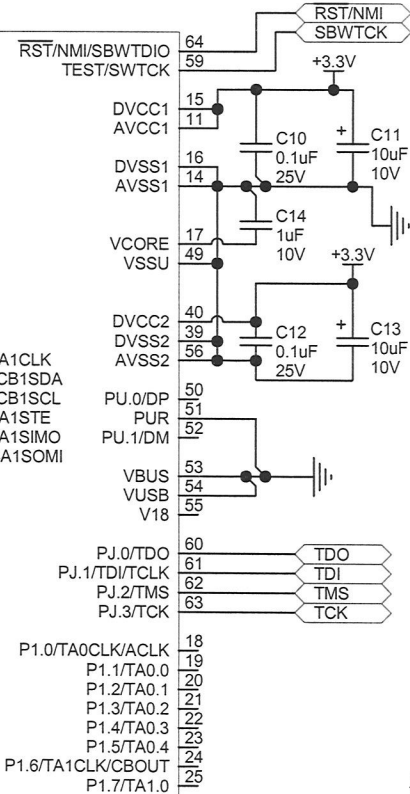 RST/NMI
64
RST/NMI/SBWTDIO
SBWTCK
59
TEST/SWTCK
+3.3V
15
DVCC1
11
AVCC1
+
C10
0.1uF
25V
C11
10uF
10V
16
DVSS1
14
AVSS1
C14
1uF
10V
17
VCORE
49
VSSU
+3.3V
40
DVCC2
39
DVSS2
56
AVSS2
+
C12
0.1uF
25V
C13
10uF
10V
A1CLK
CB1SDA
CB1SCL
A1STE
A1SIMO
A1SOMI
50
PU.0/DP
51
PUR
52
PU.1/DM
53
VBUS
54
VUSB
55
V18
60
PJ.0/TDO
TDO
61
PJ.1/TDI/TCLK
TDI
62
PJ.2/TMS
TMS
63
PJ.3/TCK
TCK
18
P1.0/TA0CLK/ACLK
19
P1.1/TA0.0
20
P1.2/TA0.1
21
P1.3/TA0.2
22
P1.4/TA0.3
23
P1.5/TA0.4
24
P1.6/TA1CLK/CBOUT
25
P1.7/TA1.0